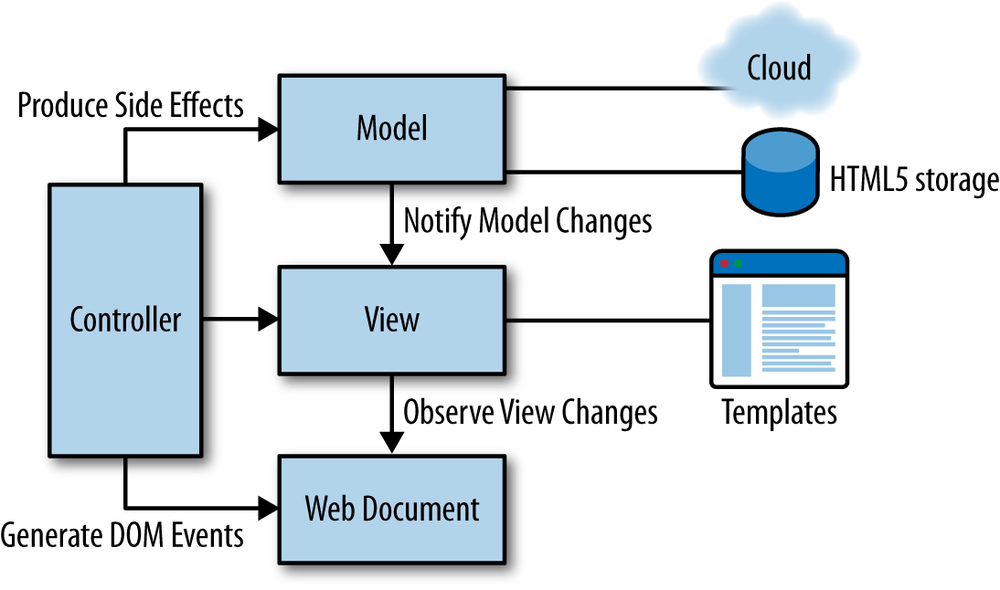 Cloud
Produce Side Effects
Model
HTML5 storage
Notify Model Changes
Controller
View
Observe View Changes
Templates
Web Document
Generate DOM Events